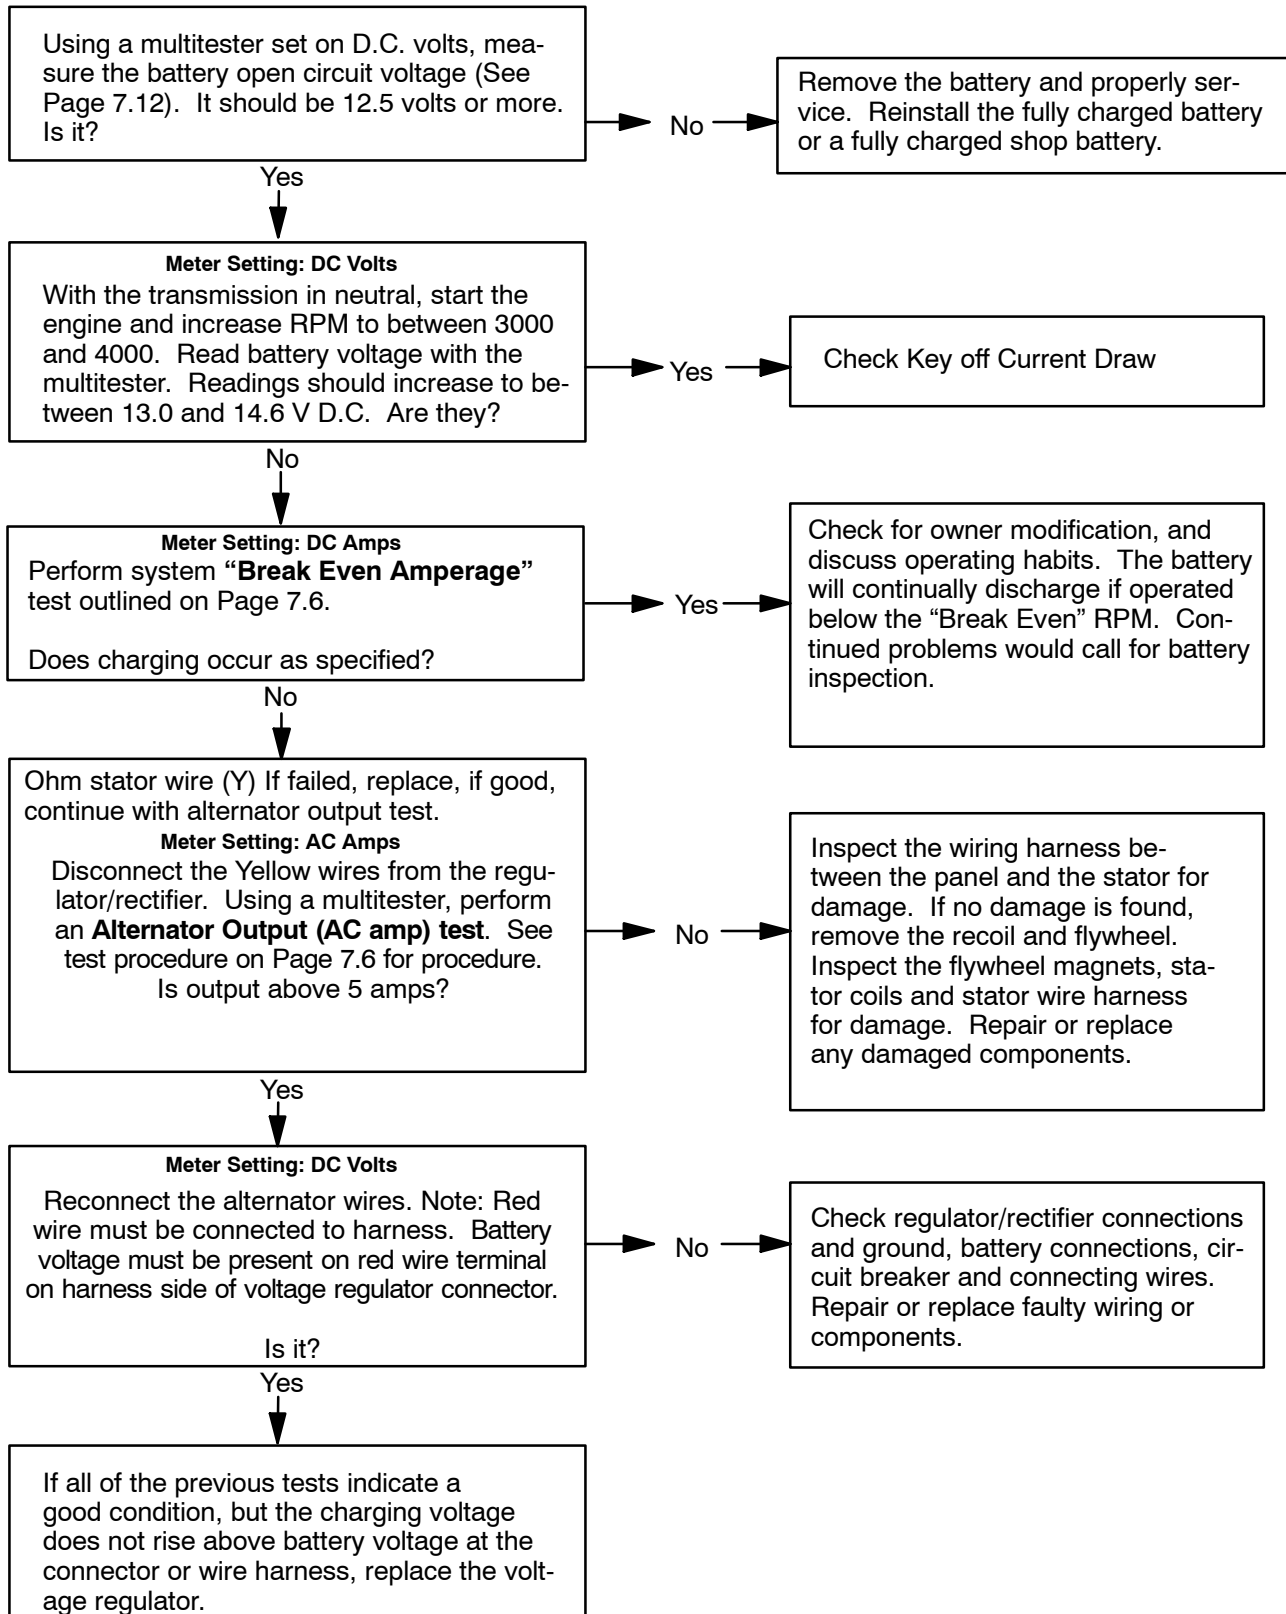 Using a multitester set on D.C. volts, mea-
sure the battery open circuit voltage (See
Page 7.12).  It should be 12.5 volts or more.
Is it?
No
Remove the battery and properly ser-
vice.  Reinstall the fully charged battery
or a fully charged shop battery.
Yes
Meter Setting: DC Volts
With the transmission in neutral, start the
engine and increase RPM to between 3000
and 4000.  Read battery voltage with the
multitester.  Readings should increase to be-
tween 13.0 and 14.6 V D.C.  Are they?
Yes
Check Key off Current Draw
No
Meter Setting: DC Amps
Perform system “Break Even Amperage”
test outlined on Page 7.6.
Does charging occur as specified?
Yes
Check for owner modification, and
discuss operating habits.  The battery
will continually discharge if operated
below the “Break Even” RPM.  Con-
tinued problems would call for battery
inspection.
No
Ohm stator wire (Y) If failed, replace, if good,
continue with alternator output test.
Meter Setting: AC Amps
Disconnect the Yellow wires from the regu-
lator/rectifier.  Using a multitester, perform
an Alternator Output (AC amp) test.  See
test procedure on Page 7.6 for procedure.
Is output above 5 amps?
No
Inspect the wiring harness be-
tween the panel and the stator for
damage.  If no damage is found,
remove the recoil and flywheel.
Inspect the flywheel magnets, sta-
tor coils and stator wire harness
for damage.  Repair or replace
any damaged components.
Yes
Meter Setting: DC Volts
Reconnect the alternator wires. Note: Red
wire must be connected to harness.  Battery
voltage must be present on red wire terminal
on harness side of voltage regulator connector.
Is it?
No
Check regulator/rectifier connections
and ground, battery connections, cir-
cuit breaker and connecting wires.
Repair or replace faulty wiring or
components.
Yes
If all of the previous tests indicate a
good condition, but the charging voltage
does not rise above battery voltage at the
connector or wire harness, replace the volt-
age regulator.